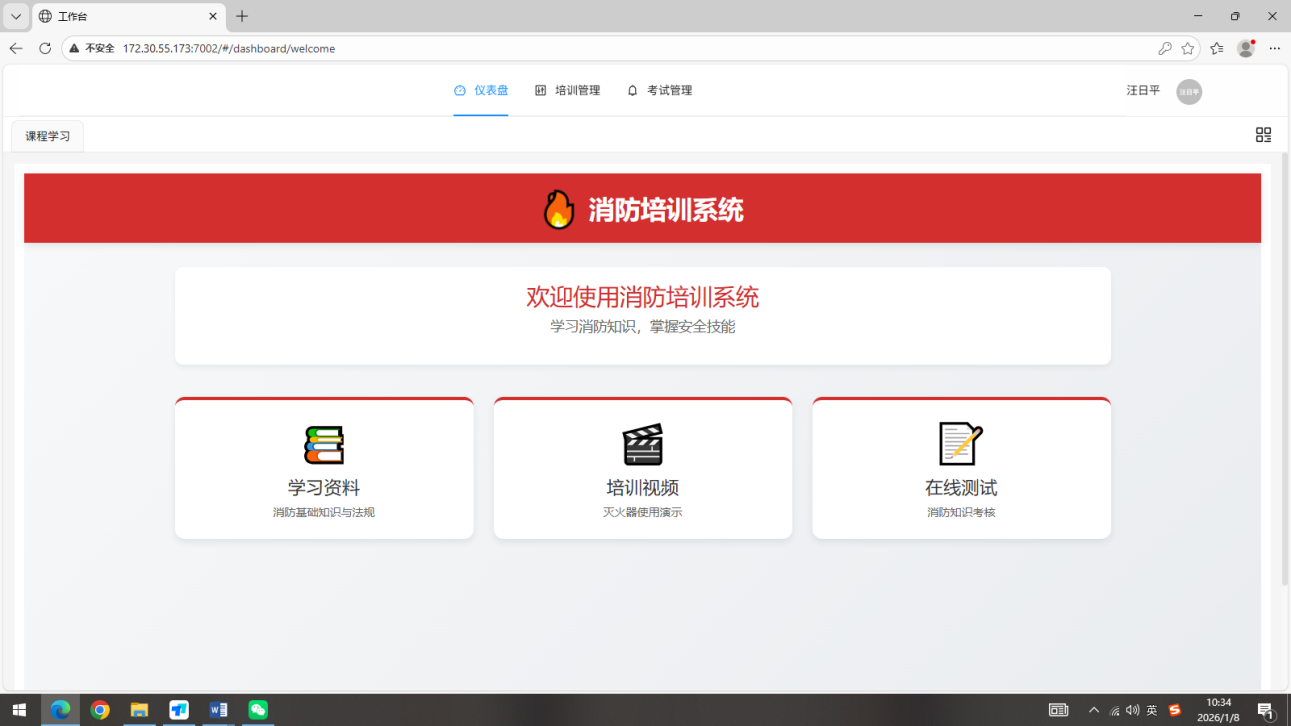 工作台
不安全 172.30.55.173:7002/#/dashboard/welcome
仪表盘 培训管理 考试管理 汪日平 汪日平
课程学习
消防培训系统
欢迎使用消防培训系统
学习消防知识，掌握安全技能
学习资料 培训视频 在线测试
消防基础知识与法规 灭火器使用演示 消防知识考核
英 10:34
2026/1/8 1